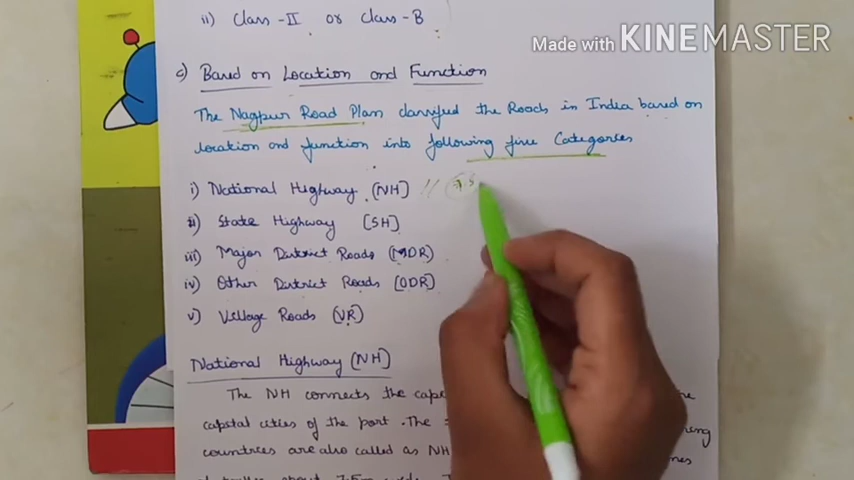 ii) Class-II or Class-B
Made with KINEMASTER
c) Based on Location and Function
The Nagpur Road Plan classified the Roads in India based on
location and function into following five Categories
i) National Highway [NH]
ii) State Highway [SH]
iii) Major District Roads [MDR]
iv) Other District Roads [ODR]
v) Village Roads [VR]
National Highway [NH]
The NH connects the
capital cities of the port. The
countries are also called as NH